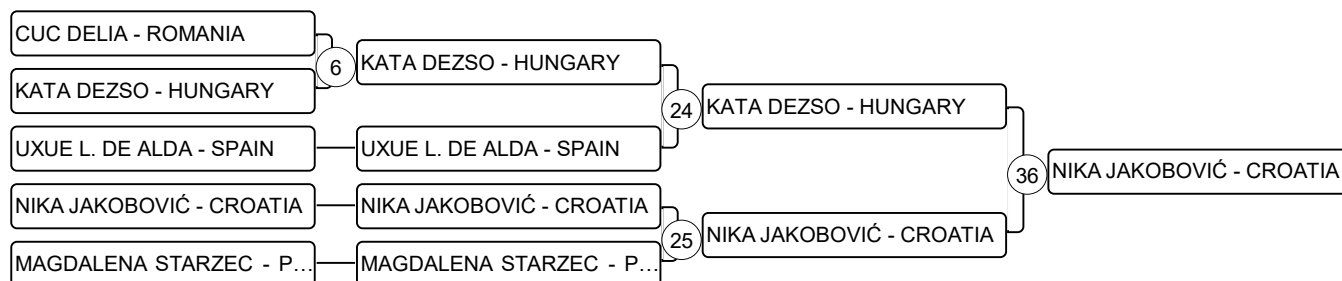 CUC DELIA - ROMANIA
KATA DEZSO - HUNGARY
UXUE L. DE ALDA - SPAIN
NIKA JAKOBOVIĆ - CROATIA
MAGDALENA STARZEC - P...
6
KATA DEZSO - HUNGARY
UXUE L. DE ALDA - SPAIN
NIKA JAKOBOVIĆ - CROATIA
MAGDALENA STARZEC - P...
24
25
KATA DEZSO - HUNGARY
NIKA JAKOBOVIĆ - CROATIA
36
NIKA JAKOBOVIĆ - CROATIA